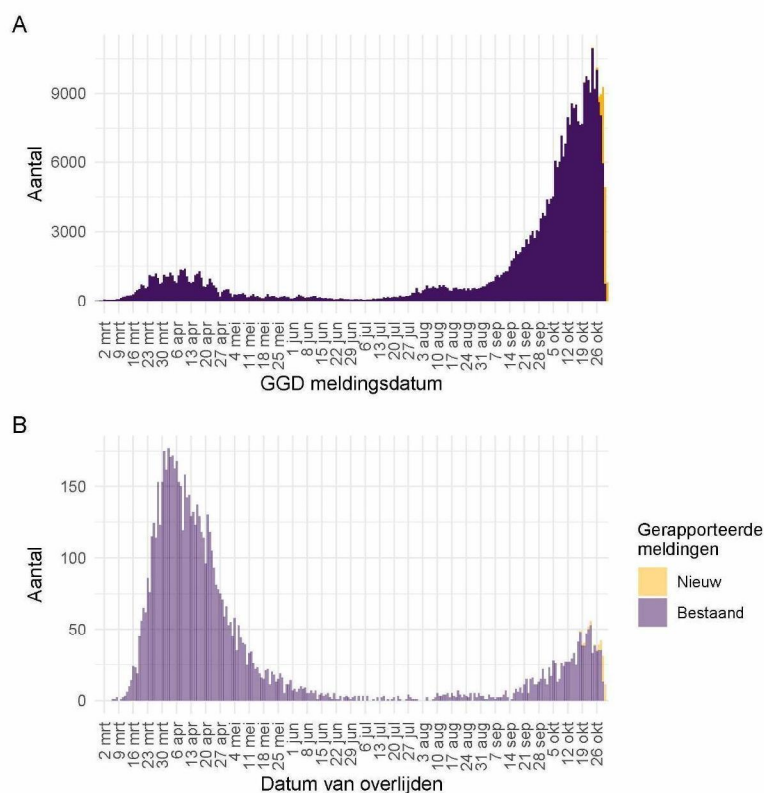 A
Aantal
9000
6000
3000
0
2 mrt
9 mrt
16 mrt
23 mrt
30 mrt
6 apr
13 apr
20 apr
27 apr
4 mei
11 mei
18 mei
25 mei
1 jun
8 jun
15 jun
22 jun
29 jun
6 jul
13 jul
20 jul
27 jul
3 aug
10 aug
17 aug
24 aug
31 aug
7 sep
14 sep
21 sep
28 sep
5 okt
12 okt
19 okt
26 okt
GGD meldingsdatum
B
Aantal
150
100
50
0
2 mrt
9 mrt
16 mrt
23 mrt
30 mrt
6 apr
13 apr
20 apr
27 apr
4 mei
11 mei
18 mei
25 mei
1 jun
8 jun
15 jun
22 jun
29 jun
6 jul
13 jul
20 jul
27 jul
3 aug
10 aug
17 aug
24 aug
31 aug
7 sep
14 sep
21 sep
28 sep
5 okt
12 okt
19 okt
26 okt
Datum van overlijden
Gerapporteerde
meldingen
Nieuw
Bestaand